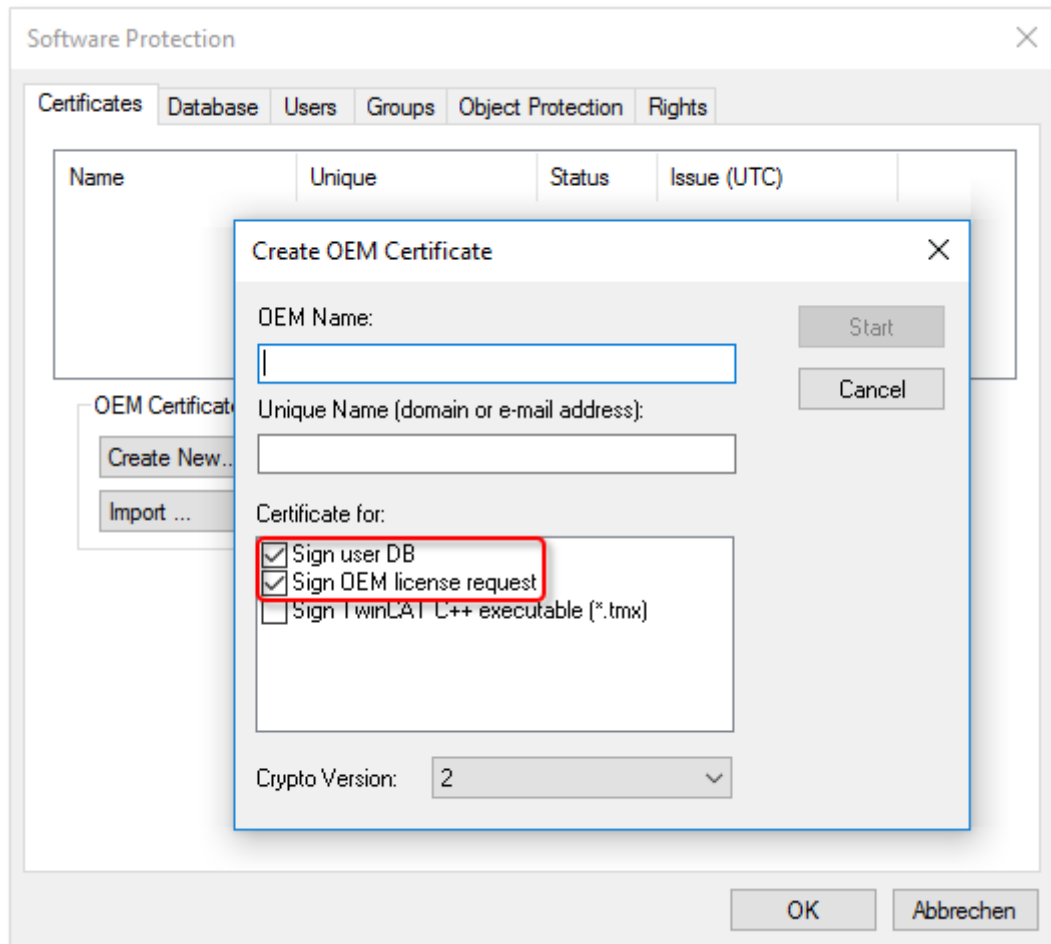 Software Protection
Certificates Database Users Groups Object Protection Rights
Name Unique Status Issue (UTC)
Create OEM Certificate
OEM Name:
Start
Cancel
OEM Certificat
Unique Name (domain or e-mail address):
Create New..
Import ...
Certificate for:
Sign user DB
Sign OEM license request
Sign TwinCAT C++ executable (*.tmx)
Crypto Version: 2
OK Abbrechen